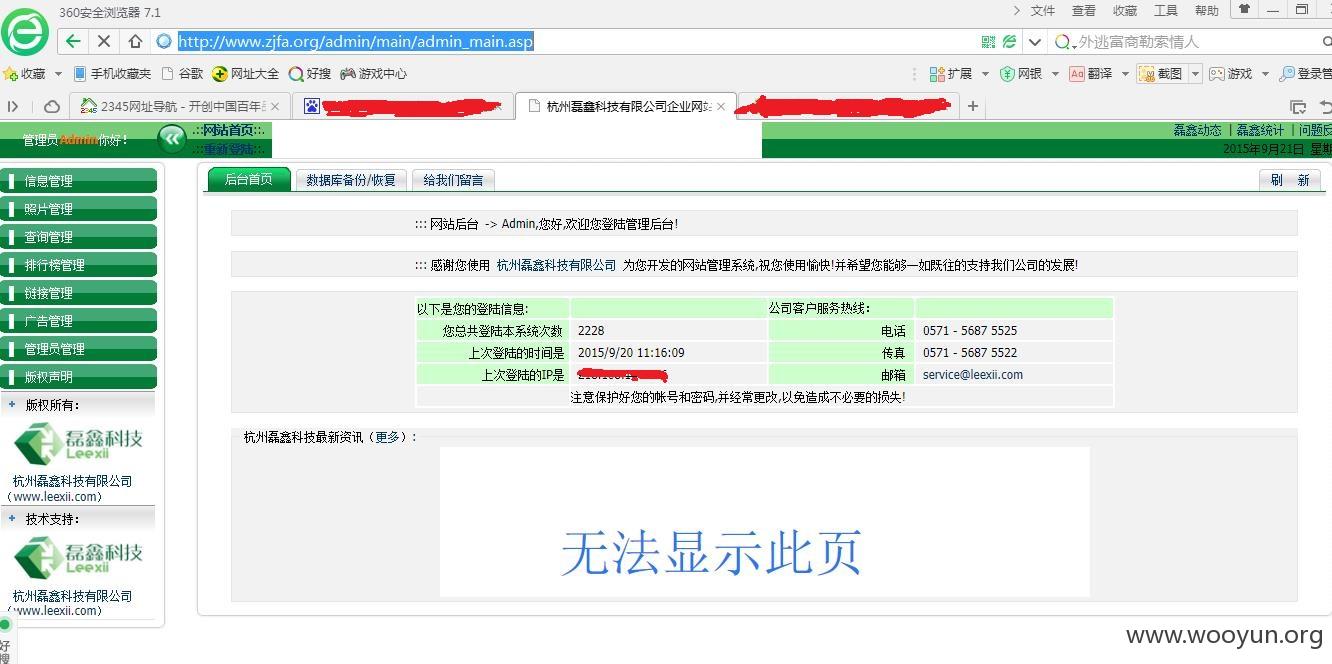 360安全浏览器 7.1
文件 查看 收藏 工具 帮助
http://www.zjfa.org/admin/main/admin_main.asp
外逃富商勒索情人
收藏 手机收藏夹 谷歌 网址大全 好搜 游戏中心
扩展 网银 翻译 截图 游戏 登录管
2345网址导航 - 开创中国百年品
杭州磊鑫科技有限公司企业网站
管理员Admin你好!
.::网站首页::.
.::重新登陆::.
磊鑫动态 | 磊鑫统计 | 问题反
2015年9月21日 星期
信息管理
照片管理
查询管理
排行榜管理
链接管理
广告管理
管理员管理
版权声明
版权所有:
磊鑫科技
Leexii
杭州磊鑫科技有限公司
(www.leexii.com)
技术支持:
磊鑫科技
Leexii
杭州磊鑫科技有限公司
(www.leexii.com)
好搜
后台首页 数据库备份/恢复 给我们留言 刷 新
::: 网站后台 -> Admin,您好,欢迎您登陆管理后台!
::: 感谢您使用 杭州磊鑫科技有限公司 为您开发的网站管理系统,祝您使用愉快!并希望您能够一如既往的支持我们公司的发展!
以下是您的登陆信息: 公司客户服务热线:
您总共登陆本系统次数 2228 电话 0571 - 5687 5525
上次登陆的时间是 2015/9/20 11:16:09 传真 0571 - 5687 5522
上次登陆的IP是 邮箱 service@leexii.com
注意保护好您的帐号和密码,并经常更改,以免造成不必要的损失!
杭州磊鑫科技最新资讯(更多):
无法显示此页
www.wooyun.org